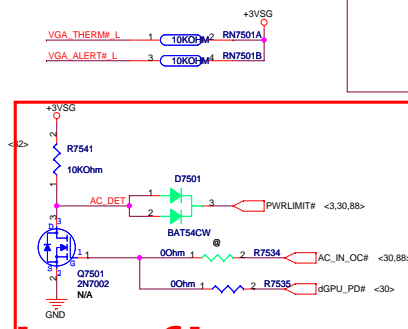 +3VSG
VGA_THERM#_L 1 10KOHM 2 RN7501A
VGA_ALERT#_L 3 10KOHM 4 RN7501B
+3VSG
2
R7541
10KOhm
1
D7501
AC_DET 1
2
3 PWRLIMIT# <3,30,88>
BAT54CW
3
D
G 1
S 2
Q7501
2N7002
N/A
GND
@
0Ohm 1 2 R7534 AC_IN_OC# <30,88>
0Ohm 1 2 R7535 dGPU_PD# <30>